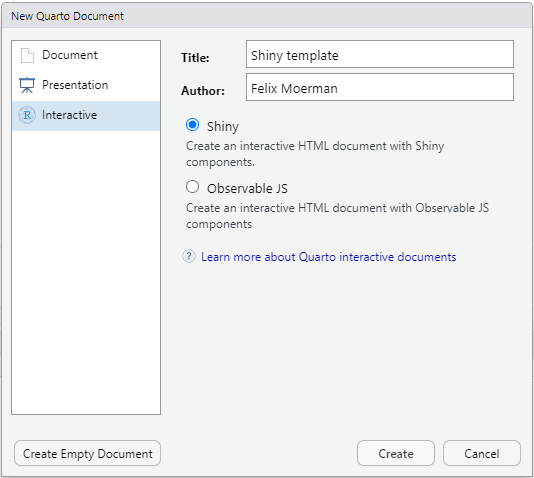 New Quarto Document
Document
Presentation
R Interactive
Title: Shiny template
Author: Felix Moerman
Shiny
Create an interactive HTML document with Shiny
components.
Observable JS
Create an interactive HTML document with Observable JS
components
? Learn more about Quarto interactive documents
Create Empty Document
Create
Cancel